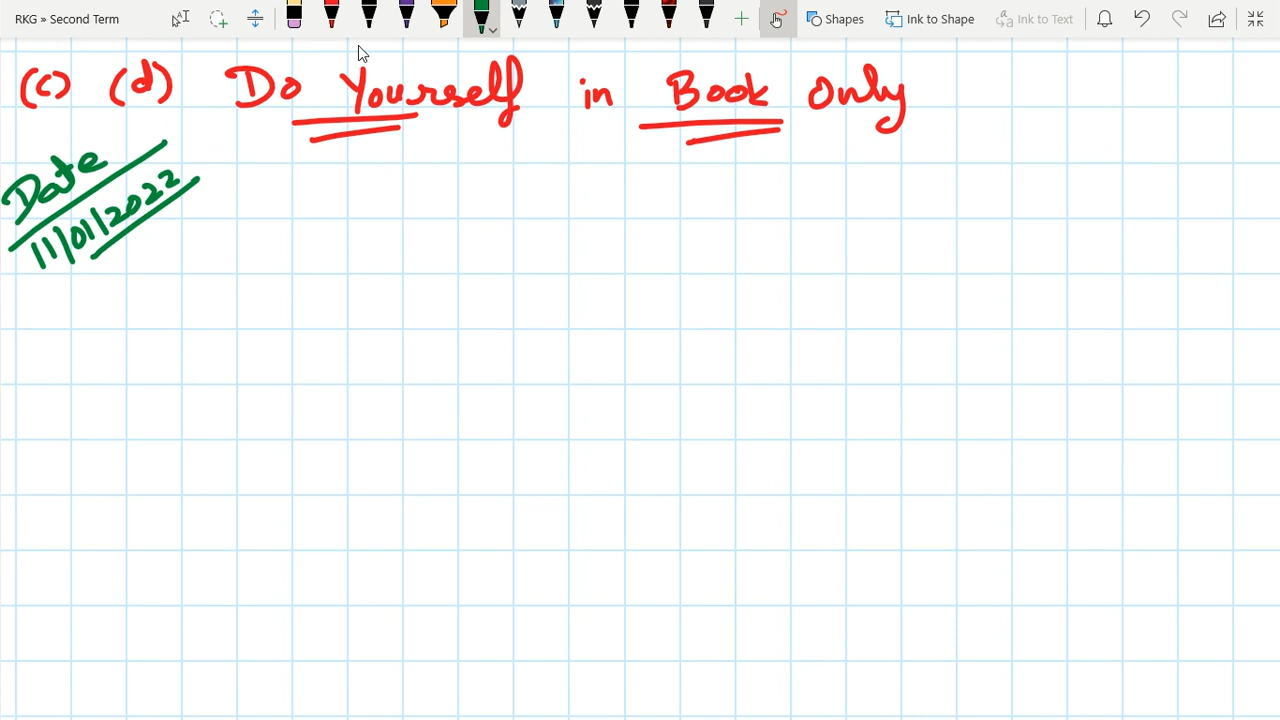 RKG » Second Term
Shapes
Ink to Shape
Ink to Text
(c) (d) Do Yourself in Book Only
Date
11/01/2022